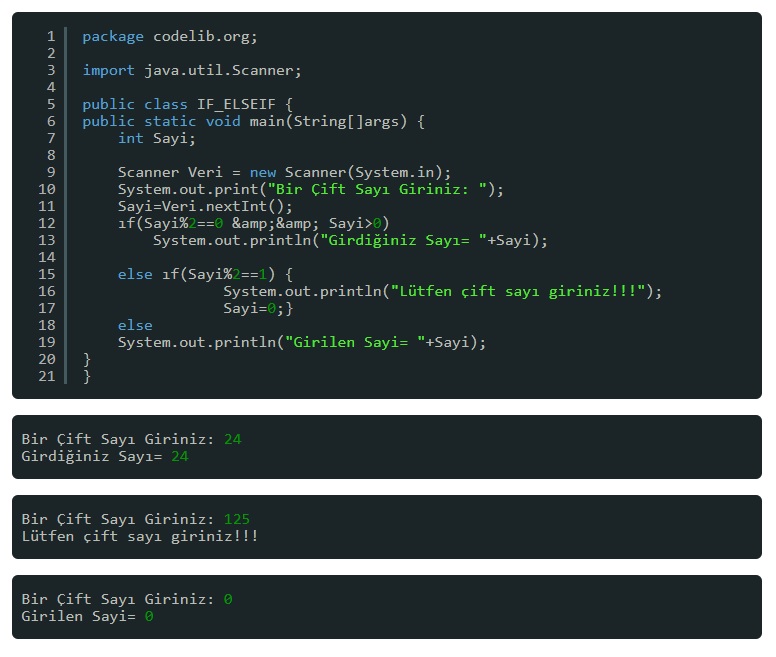 1 package codelib.org;
2
3 import java.util.Scanner;
4
5 public class IF_ELSEIF {
6 public static void main(String[]args) {
7     int Sayi;
8
9     Scanner Veri = new Scanner(System.in);
10     System.out.print("Bir Çift Sayı Giriniz: ");
11     Sayi=Veri.nextInt();
12     ıf(Sayi%2==0 &amp;&amp; Sayi>0)
13         System.out.println("Girdiğiniz Sayı= "+Sayi);
14
15     else ıf(Sayi%2==1) {
16                 System.out.println("Lütfen çift sayı giriniz!!!");
17                 Sayi=0;}
18     else
19     System.out.println("Girilen Sayi= "+Sayi);
20 }
21 }
Bir Çift Sayı Giriniz: 24
Girdiğiniz Sayı= 24
Bir Çift Sayı Giriniz: 125
Lütfen çift sayı giriniz!!!
Bir Çift Sayı Giriniz: 0
Girilen Sayi= 0